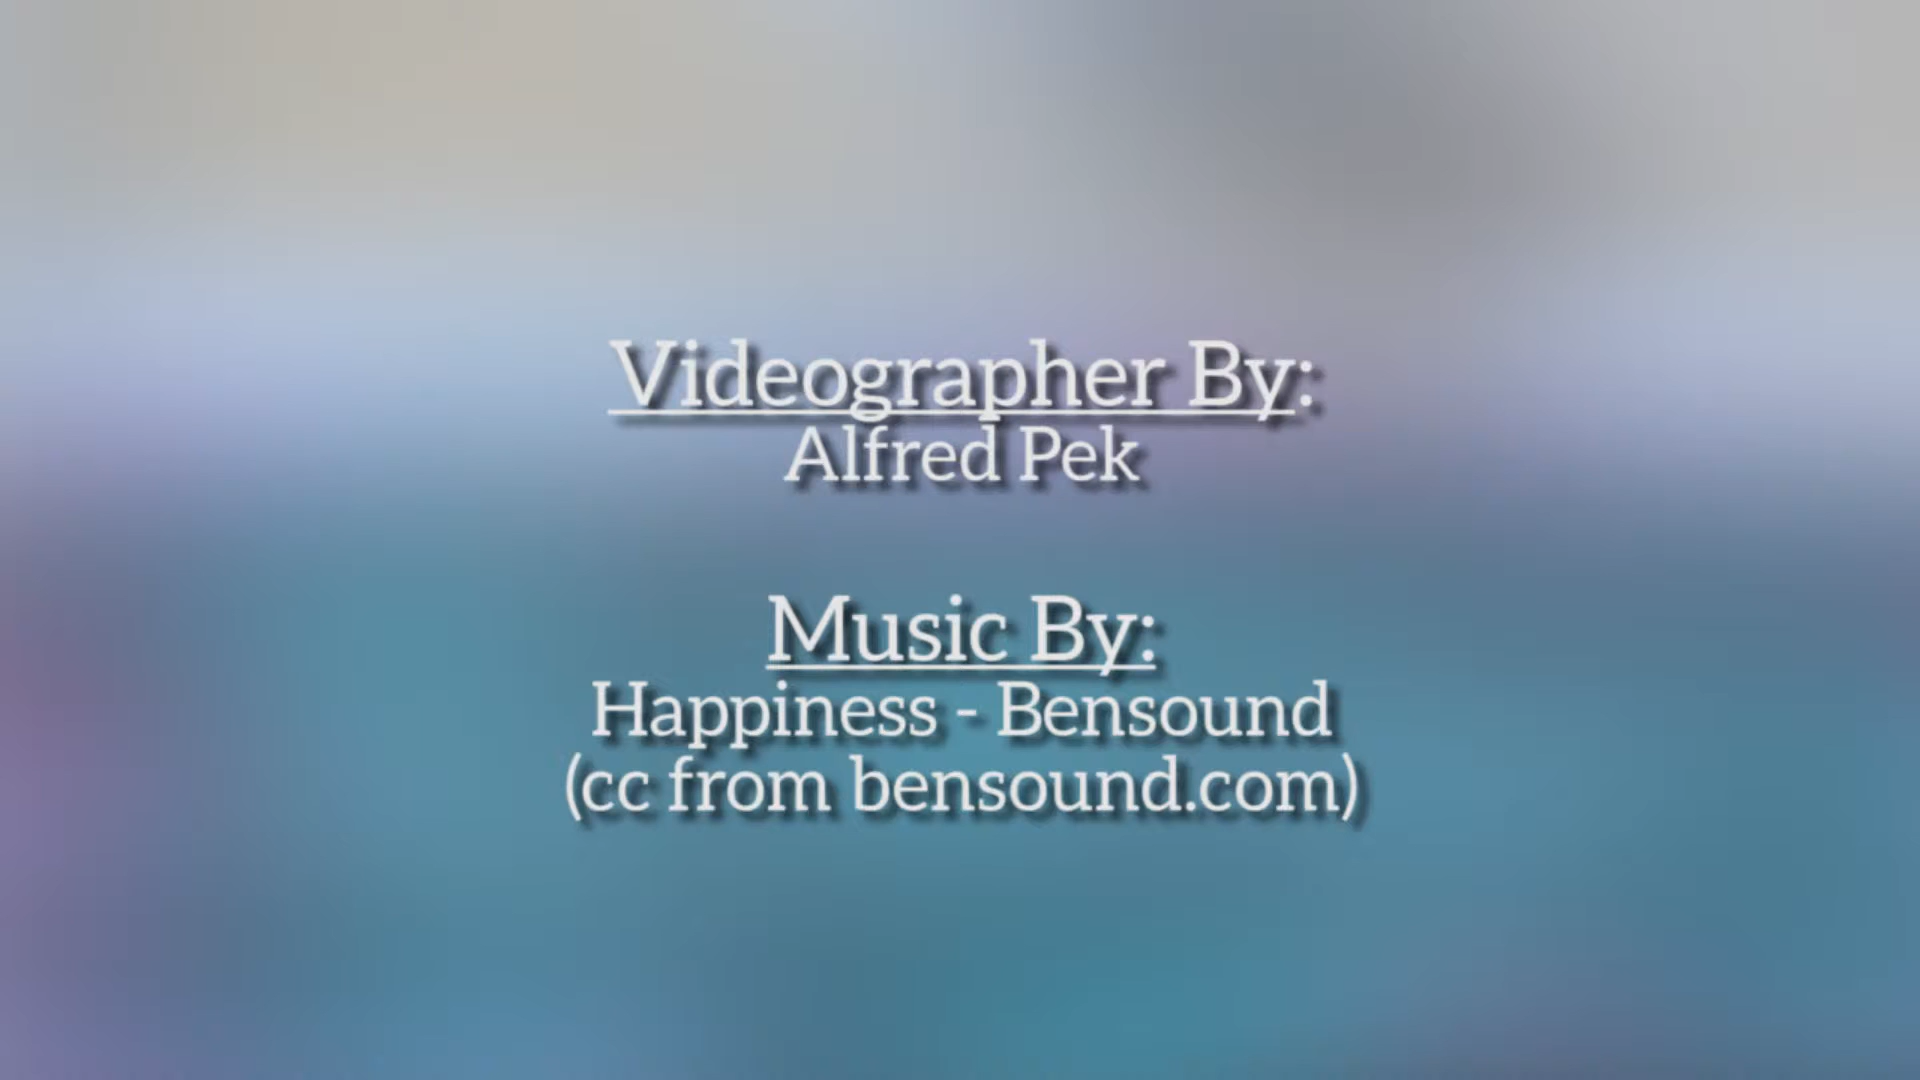 Videographer By:
Alfred Pek
Music By:
Happiness - Bensound
(cc from bensound.com)